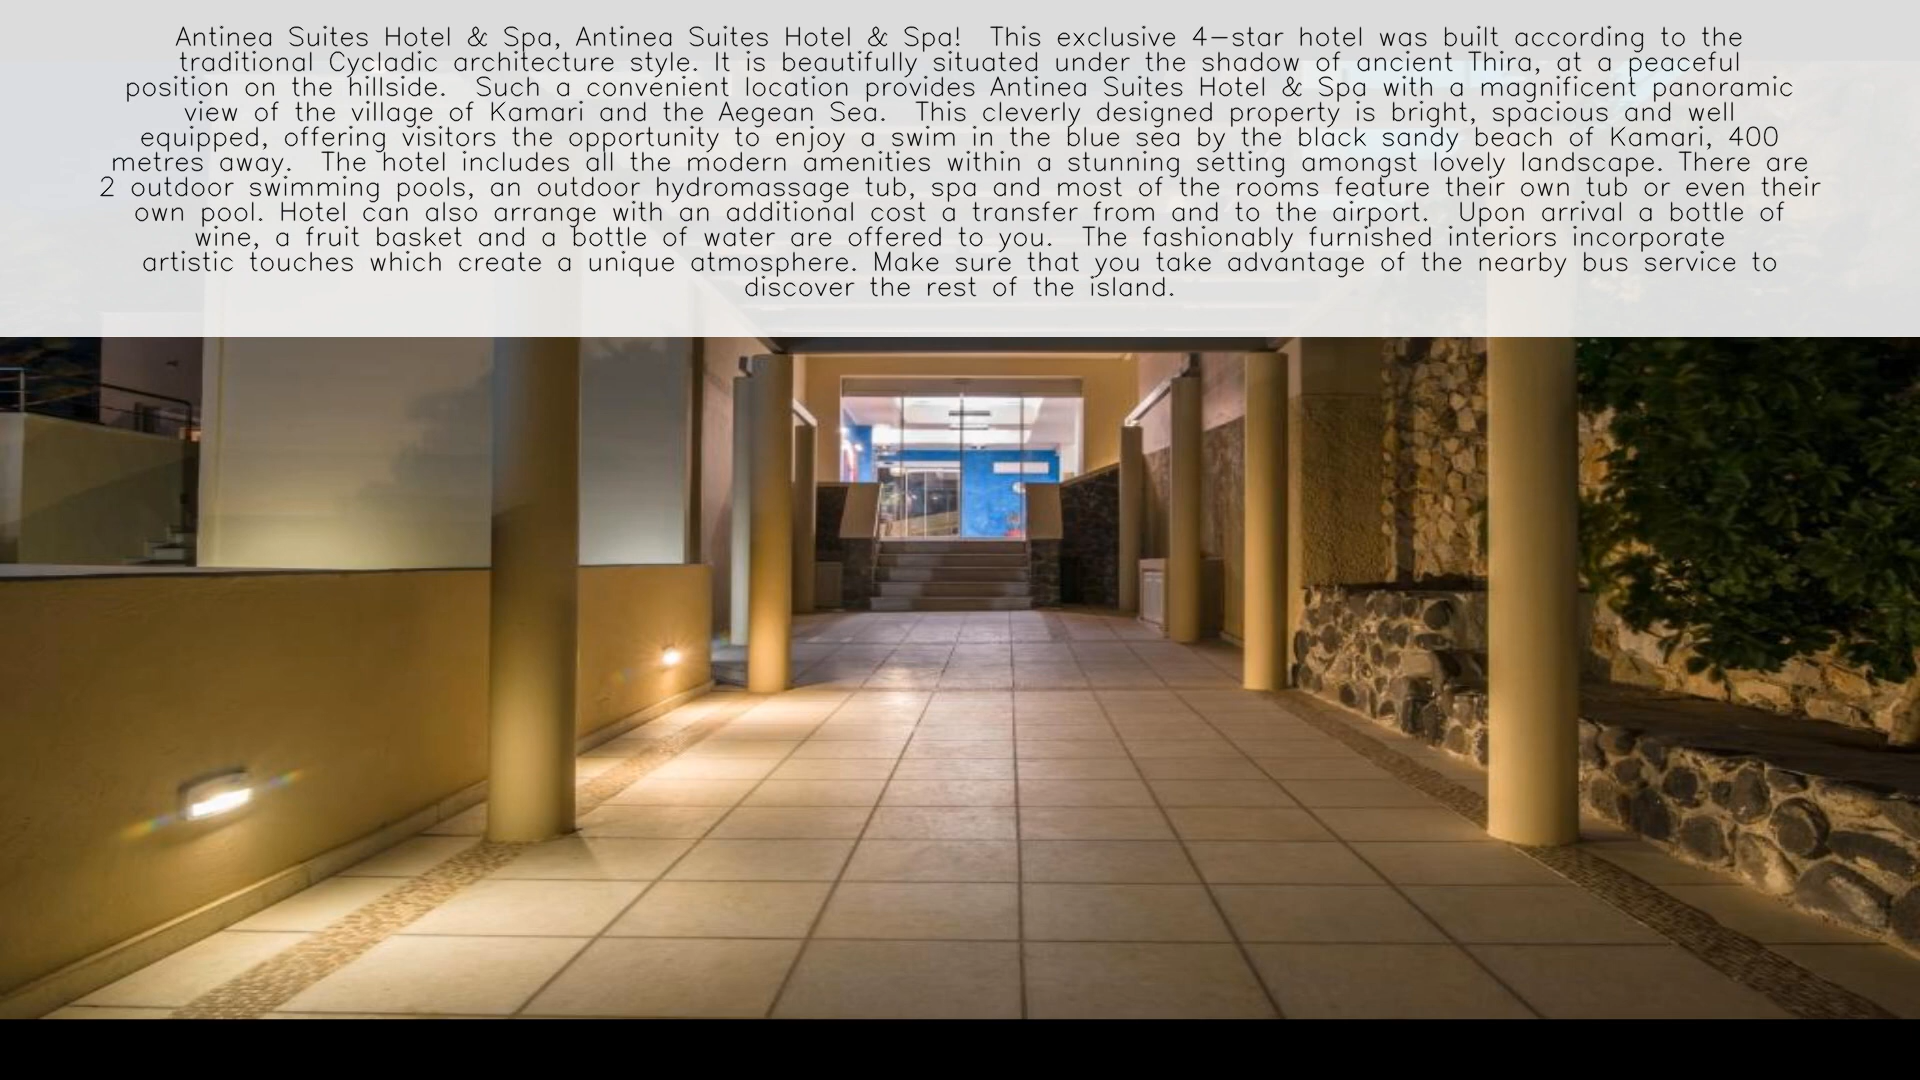 Antinea Suites Hotel & Spa, Antinea Suites Hotel & Spa!  This exclusive 4-star hotel was built according to the
traditional Cycladic architecture style. It is beautifully situated under the shadow of ancient Thira, at a peaceful
position on the hillside.  Such a convenient location provides Antinea Suites Hotel & Spa with a magnificent panoramic
view of the village of Kamari and the Aegean Sea.  This cleverly designed property is bright, spacious and well
equipped, offering visitors the opportunity to enjoy a swim in the blue sea by the black sandy beach of Kamari, 400
metres away.  The hotel includes all the modern amenities within a stunning setting amongst lovely landscape. There are
2 outdoor swimming pools, an outdoor hydromassage tub, spa and most of the rooms feature their own tub or even their
own pool. Hotel can also arrange with an additional cost a transfer from and to the airport.  Upon arrival a bottle of
wine, a fruit basket and a bottle of water are offered to you.  The fashionably furnished interiors incorporate
artistic touches which create a unique atmosphere. Make sure that you take advantage of the nearby bus service to
discover the rest of the island.